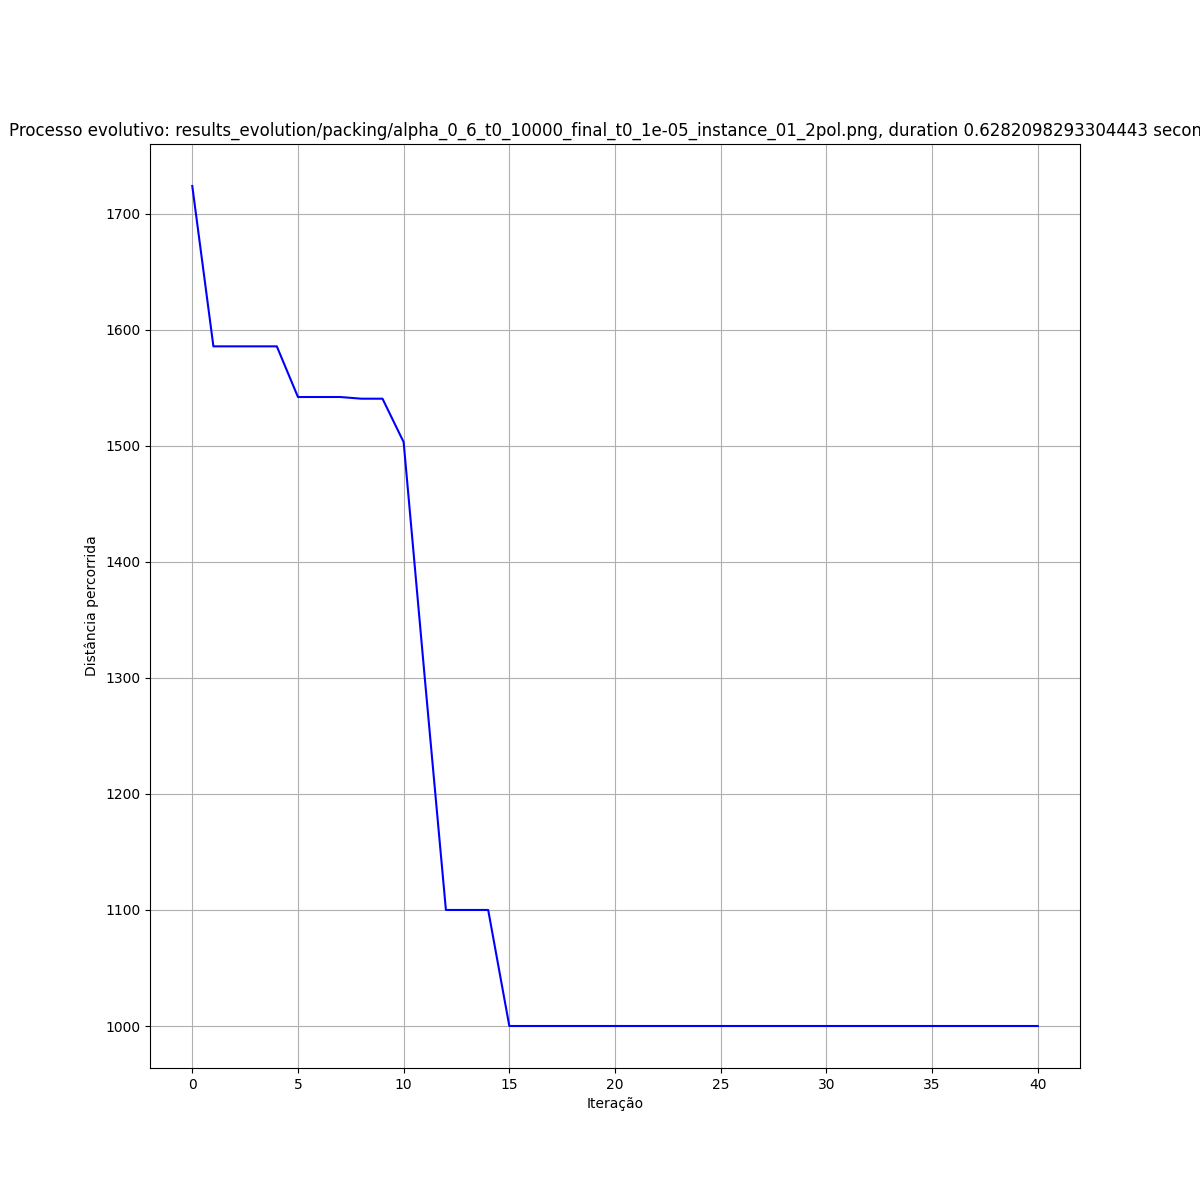 Processo evolutivo: results_evolution/packing/alpha_0_6_t0_10000_final_t0_1e-05_instance_01_2pol.png, duration 0.6282098293304443 secon
1700
1600
1500
1400
1300
1200
1100
1000
Distância percorrida
0 5 10 15 20 25 30 35 40
Iteração